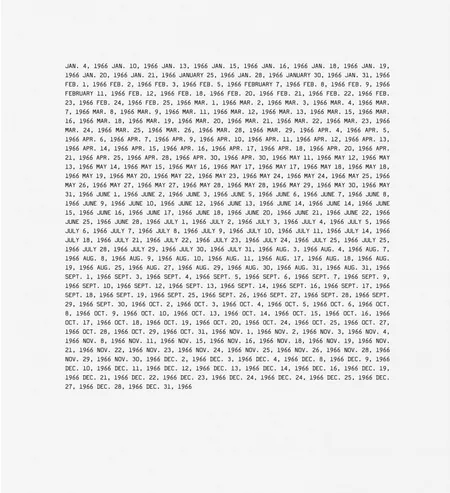 JAN. 4, 1966 JAN. 10, 1966 JAN. 13, 1966 JAN. 15, 1966 JAN. 16, 1966 JAN. 18, 1966 JAN. 19,
1966 JAN. 20, 1966 JAN. 21, 1966 JANUARY 25, 1966 JAN. 28, 1966 JANUARY 30, 1966 JAN. 31, 1966
FEB. 1, 1966 FEB. 2, 1966 FEB. 3, 1966 FEB. 5, 1966 FEBRUARY 7, 1966 FEB. 8, 1966 FEB. 9, 1966
FEBRUARY 11, 1966 FEB. 12, 1966 FEB. 18, 1966 FEB. 20, 1966 FEB. 21, 1966 FEB. 22, 1966 FEB.
23, 1966 FEB. 24, 1966 FEB. 25, 1966 MAR. 1, 1966 MAR. 2, 1966 MAR. 3, 1966 MAR. 4, 1966 MAR.
7, 1966 MAR. 8, 1966 MAR. 9, 1966 MAR. 11, 1966 MAR. 12, 1966 MAR. 13, 1966 MAR. 15, 1966 MAR.
16, 1966 MAR. 18, 1966 MAR. 19, 1966 MAR. 20, 1966 MAR. 21, 1966 MAR. 22, 1966 MAR. 23, 1966
MAR. 24, 1966 MAR. 25, 1966 MAR. 26, 1966 MAR. 28, 1966 MAR. 29, 1966 APR. 4, 1966 APR. 5,
1966 APR. 6, 1966 APR. 7, 1966 APR. 9, 1966 APR. 10, 1966 APR. 11, 1966 APR. 12, 1966 APR. 13,
1966 APR. 14, 1966 APR. 15, 1966 APR. 16, 1966 APR. 17, 1966 APR. 18, 1966 APR. 20, 1966 APR.
21, 1966 APR. 25, 1966 APR. 28, 1966 APR. 30, 1966 APR. 30, 1966 MAY 11, 1966 MAY 12, 1966 MAY
13, 1966 MAY 14, 1966 MAY 15, 1966 MAY 16, 1966 MAY 17, 1966 MAY 17, 1966 MAY 18, 1966 MAY 18,
1966 MAY 19, 1966 MAY 20, 1966 MAY 22, 1966 MAY 23, 1966 MAY 24, 1966 MAY 24, 1966 MAY 25, 1966
MAY 26, 1966 MAY 27, 1966 MAY 27, 1966 MAY 28, 1966 MAY 28, 1966 MAY 29, 1966 MAY 30, 1966 MAY
31, 1966 JUNE 1, 1966 JUNE 2, 1966 JUNE 3, 1966 JUNE 5, 1966 JUNE 6, 1966 JUNE 7, 1966 JUNE 8,
1966 JUNE 9, 1966 JUNE 10, 1966 JUNE 12, 1966 JUNE 13, 1966 JUNE 14, 1966 JUNE 14, 1966 JUNE
15, 1966 JUNE 16, 1966 JUNE 17, 1966 JUNE 18, 1966 JUNE 20, 1966 JUNE 21, 1966 JUNE 22, 1966
JUNE 25, 1966 JUNE 28, 1966 JULY 1, 1966 JULY 2, 1966 JULY 3, 1966 JULY 4, 1966 JULY 5, 1966
JULY 6, 1966 JULY 7, 1966 JULY 8, 1966 JULY 9, 1966 JULY 10, 1966 JULY 11, 1966 JULY 14, 1966
JULY 18, 1966 JULY 21, 1966 JULY 22, 1966 JULY 23, 1966 JULY 24, 1966 JULY 25, 1966 JULY 25,
1966 JULY 28, 1966 JULY 29, 1966 JULY 30, 1966 JULY 31, 1966 AUG. 3, 1966 AUG. 4, 1966 AUG. 7,
1966 AUG. 8, 1966 AUG. 9, 1966 AUG. 10, 1966 AUG. 11, 1966 AUG. 17, 1966 AUG. 18, 1966 AUG.
19, 1966 AUG. 25, 1966 AUG. 27, 1966 AUG. 29, 1966 AUG. 30, 1966 AUG. 31, 1966 AUG. 31, 1966
SEPT. 1, 1966 SEPT. 3, 1966 SEPT. 4, 1966 SEPT. 5, 1966 SEPT. 6, 1966 SEPT. 7, 1966 SEPT. 9,
1966 SEPT. 10, 1966 SEPT. 12, 1966 SEPT. 13, 1966 SEPT. 14, 1966 SEPT. 16, 1966 SEPT. 17, 1966
SEPT. 18, 1966 SEPT. 19, 1966 SEPT. 25, 1966 SEPT. 26, 1966 SEPT. 27, 1966 SEPT. 28, 1966 SEPT.
29, 1966 SEPT. 30, 1966 OCT. 2, 1966 OCT. 3, 1966 OCT. 4, 1966 OCT. 5, 1966 OCT. 6, 1966 OCT.
8, 1966 OCT. 9, 1966 OCT. 10, 1966 OCT. 13, 1966 OCT. 14, 1966 OCT. 15, 1966 OCT. 16, 1966
OCT. 17, 1966 OCT. 18, 1966 OCT. 19, 1966 OCT. 20, 1966 OCT. 24, 1966 OCT. 25, 1966 OCT. 27,
1966 OCT. 28, 1966 OCT. 29, 1966 OCT. 31, 1966 NOV. 1, 1966 NOV. 2, 1966 NOV. 3, 1966 NOV. 4,
1966 NOV. 8, 1966 NOV. 11, 1966 NOV. 15, 1966 NOV. 16, 1966 NOV. 18, 1966 NOV. 19, 1966 NOV.
21, 1966 NOV. 22, 1966 NOV. 23, 1966 NOV. 24, 1966 NOV. 25, 1966 NOV. 26, 1966 NOV. 28, 1966
NOV. 29, 1966 NOV. 30, 1966 DEC. 2, 1966 DEC. 3, 1966 DEC. 4, 1966 DEC. 8, 1966 DEC. 9, 1966
DEC. 10, 1966 DEC. 11, 1966 DEC. 12, 1966 DEC. 13, 1966 DEC. 14, 1966 DEC. 16, 1966 DEC. 19,
1966 DEC. 21, 1966 DEC. 22, 1966 DEC. 23, 1966 DEC. 24, 1966 DEC. 24, 1966 DEC. 25, 1966 DEC.
27, 1966 DEC. 28, 1966 DEC. 31, 1966